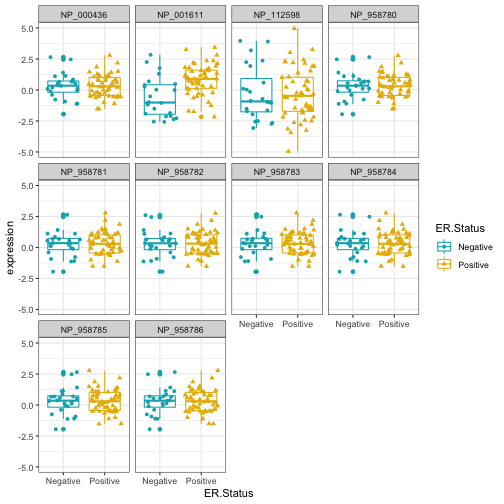 NP_000436 NP_001611 NP_112598 NP_958780
5.0
2.5
0.0
-2.5
-5.0
NP_958781 NP_958782 NP_958783 NP_958784
5.0
2.5
0.0
-2.5
-5.0
Negative Positive Negative Positive
NP_958785 NP_958786
5.0
2.5
0.0
-2.5
-5.0
Negative Positive Negative Positive
ER.Status
expression
ER.Status
Negative
Positive